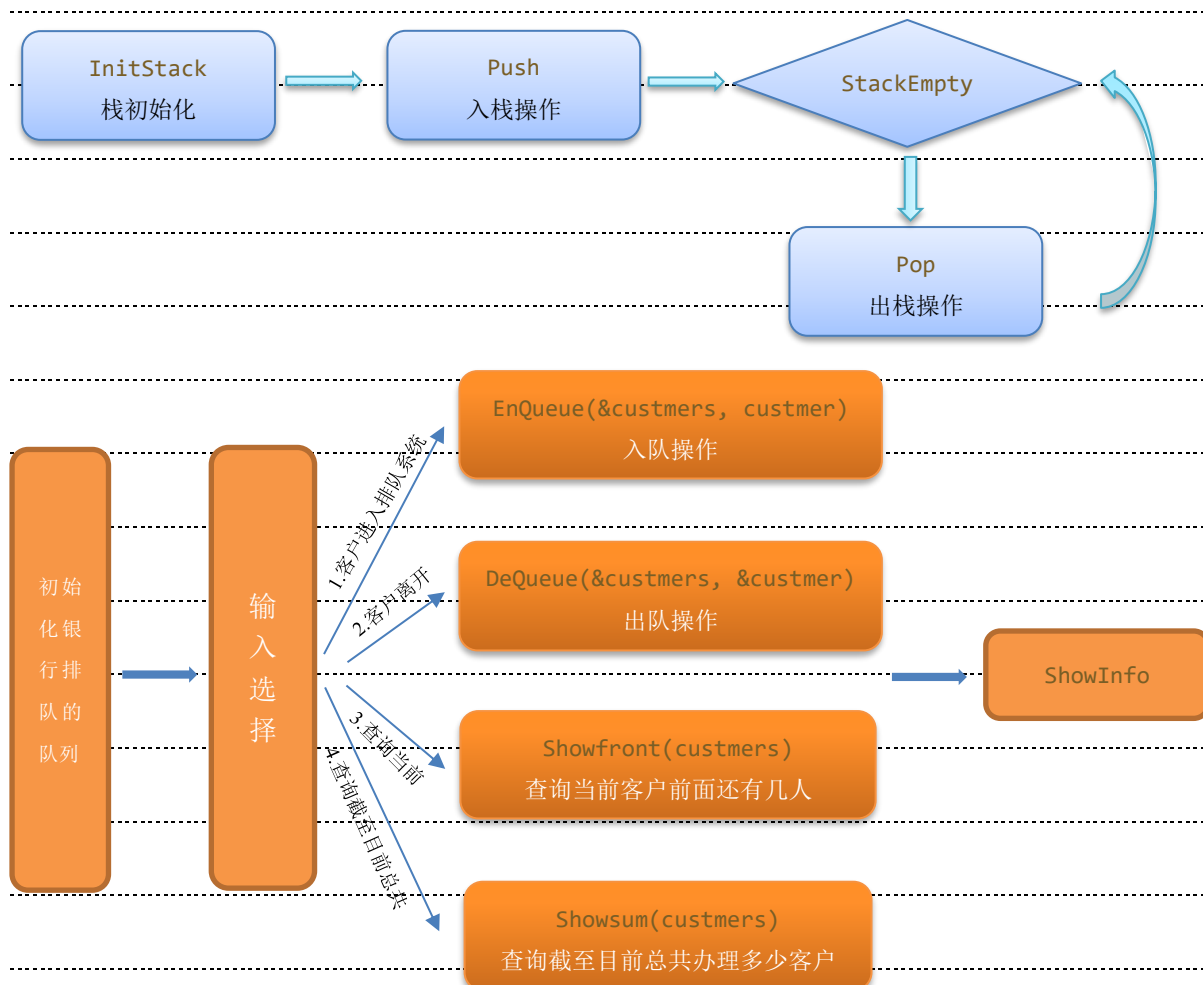 InitStack
栈初始化
Push
入栈操作
StackEmpty
Pop
出栈操作
初始
化银
行排
队的
队列
输
入
选
择
1.客户进入排队系统
2.客户离开
3.查询当前
4.查询截至目前总共
EnQueue(&custmers, custmer)
入队操作
DeQueue(&custmers, &custmer)
出队操作
Showfront(custmers)
查询当前客户前面还有几人
Showsum(custmers)
查询截至目前总共办理多少客户
ShowInfo